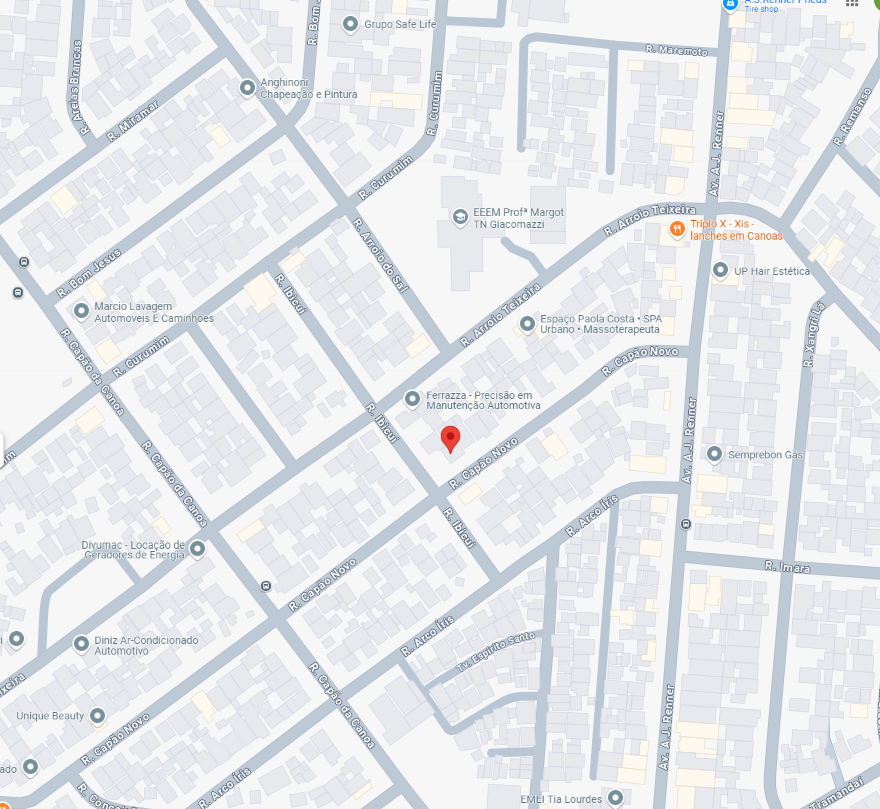 A.J.Renner Pneus
Tire shop
Grupo Safe Life
R. Bom J
R. Maremoto
Areias Brancas
R.
Anghinoni
Chapeação e Pintura
R. Curumim
R. Remanso
R. Miramar
Av. A.J. Renner
R. Curumim
EEEM Profª Margot
TN Giacomazzi
R. Arroio Teixeira
Triplo X - Xis -
lanches em Canoas
R. Arroio do Sal
UP Hair Estética
R. Bom Jesus
R. Ibicuí
Marcio Lavagem
Automoveis E Caminhões
R. Arroio Teixeira
Espaço Paola Costa • SPA
Urbano • Massoterapeuta
R. Xangri Lá
R. Capão da Canoa
R. Curumim
R. Capão Novo
Ferrazza - Precisão em
Manutenção Automotiva
R. Ibicuí
Av. A.J. Renner
R. Capão Novo
Semprebon Gas
R. Capão da Canoa
R. Ibicuí
R. Arco Íris
Divumac - Locação de
Geradores de Energia
R. Imara
R. Capão Novo
R. Arco Íris
Tv. Espírito Santo
Diniz Ar-Condicionado
Automotivo
R. Capão da Canoa
Unique Beauty
R. Capão Novo
Av. A.J. Renner
R. Arco Íris
Tramandaí
EMEI Tia Lourdes